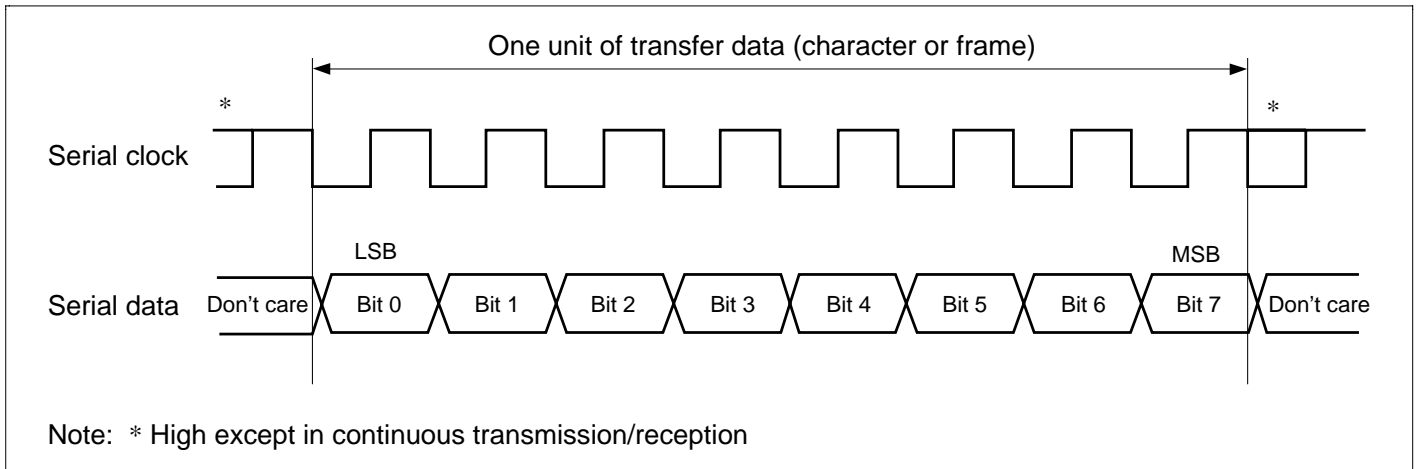 One unit of transfer data (character or frame)
* *
Serial clock
LSB MSB
Serial data Don't care Bit 0 Bit 1 Bit 2 Bit 3 Bit 4 Bit 5 Bit 6 Bit 7 Don't care
Note: * High except in continuous transmission/reception